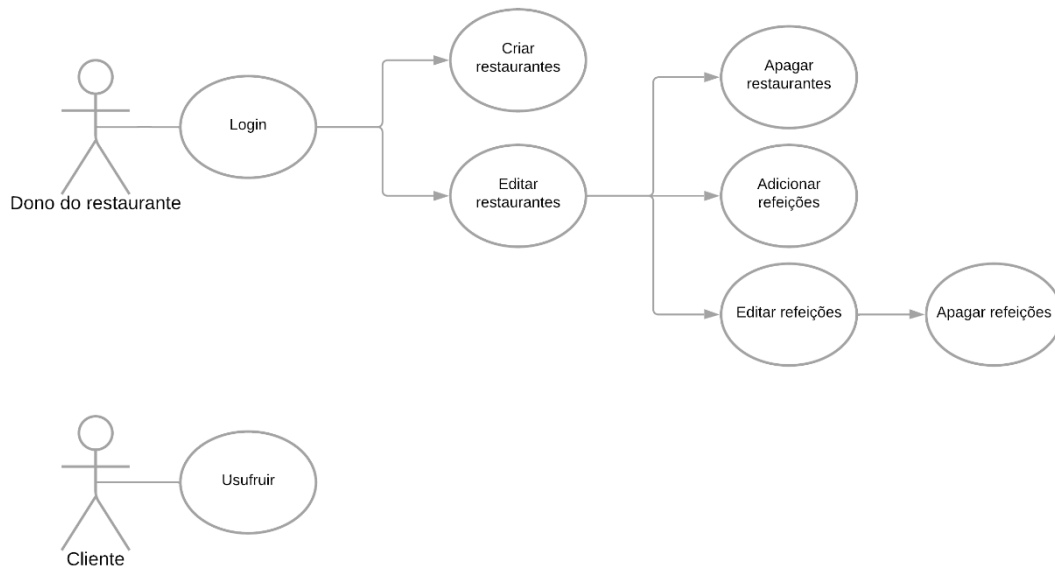 Criar
restaurantes
Apagar
restaurantes
Login
Editar
restaurantes
Adicionar
refeições
Dono do restaurante
Editar refeições
Apagar refeições
Usufruir
Cliente